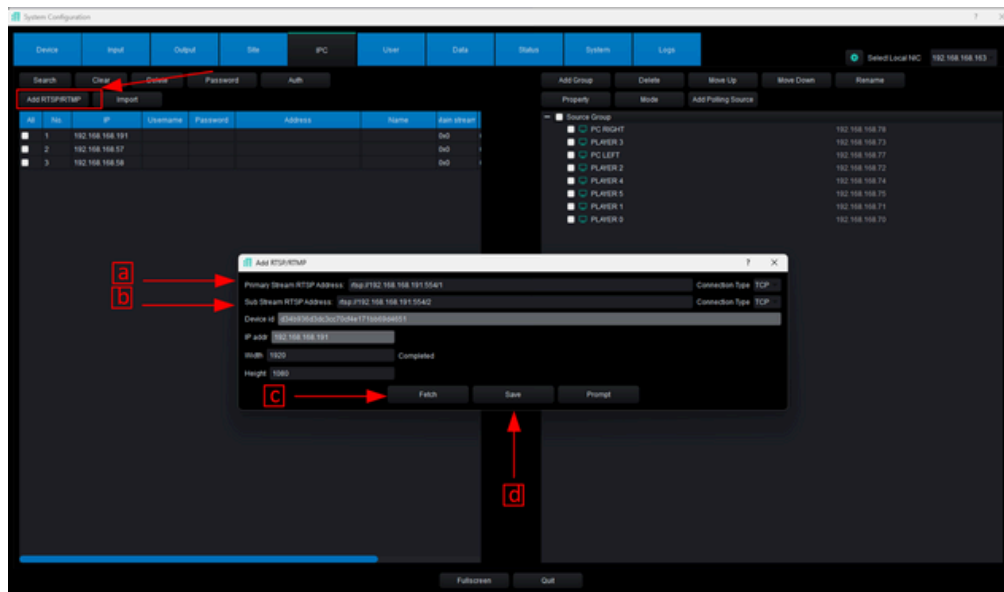 System Configuration ? ×
Device Input Output Site IPC User Data Status System Logs
Select Local NIC 192.168.168.163
Search Clear Delete Password Auth Add Group Delete Move Up Move Down Rename
Add RTSP/RTMP Import Property Mode Add Polling Source
All No. IP Username Password Address Name Main stream
1 192.168.168.191 0x0
2 192.168.168.57 0x0
3 192.168.168.58 0x0
Source Group
PC RIGHT 192.168.168.78
PLAYER 3 192.168.168.73
PC LEFT 192.168.168.77
PLAYER 2 192.168.168.72
PLAYER 4 192.168.168.74
PLAYER 5 192.168.168.75
PLAYER 1 192.168.168.71
PLAYER 0 192.168.168.70
Add RTSP/RTMP ? ×
a Primary Stream RTSP Address: rtsp://192.168.168.191:554/1 Connection Type TCP
b Sub Stream RTSP Address: rtsp://192.168.168.191:554/2 Connection Type TCP
Device id
IP addr 192.168.168.191
Width 1920 Completed
Height 1080
c Fetch Save Prompt
d
Fullscreen Quit